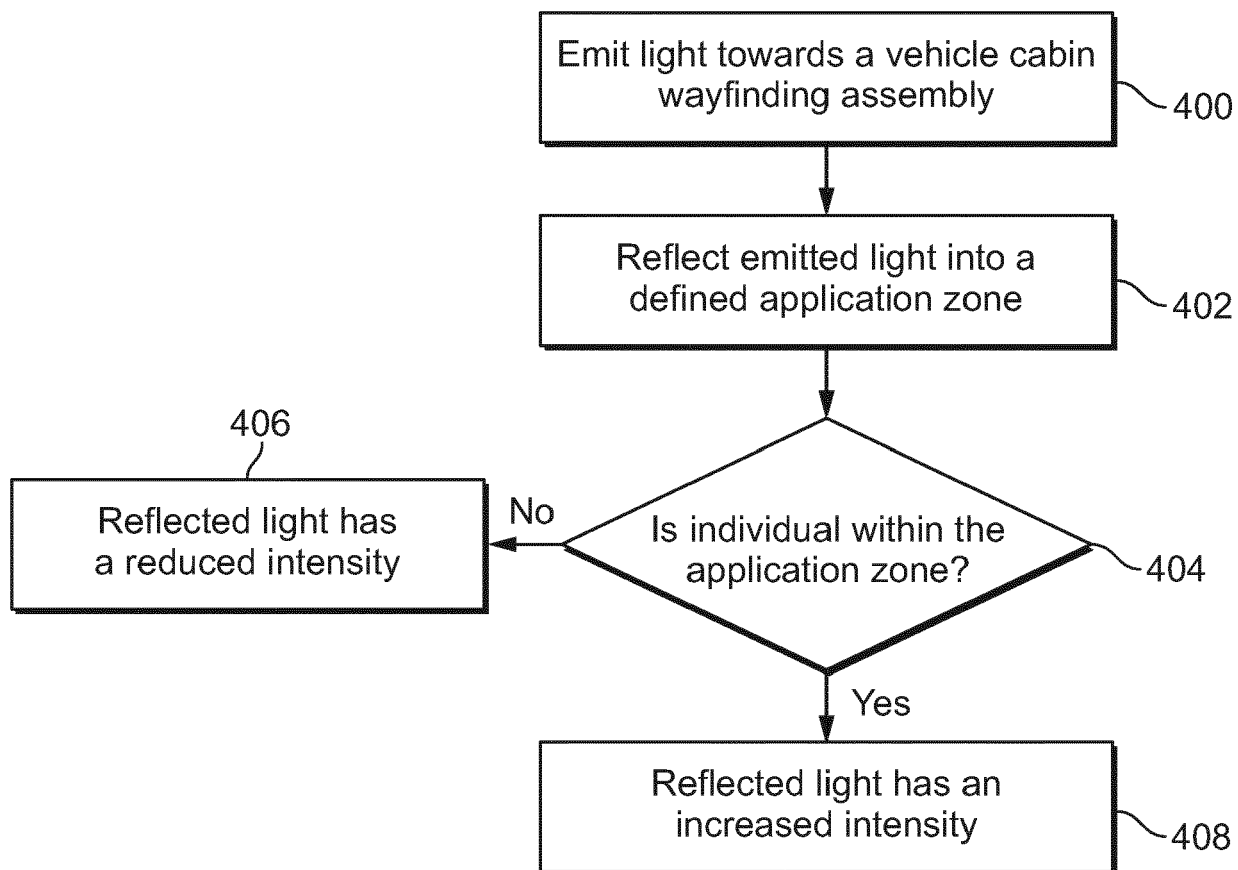 Emit light towards a vehicle cabin
wayfinding assembly
400
Reflect emitted light into a
defined application zone
402
406
Reflected light has
a reduced intensity
No
Is individual within the
application zone?
404
Yes
Reflected light has an
increased intensity
408